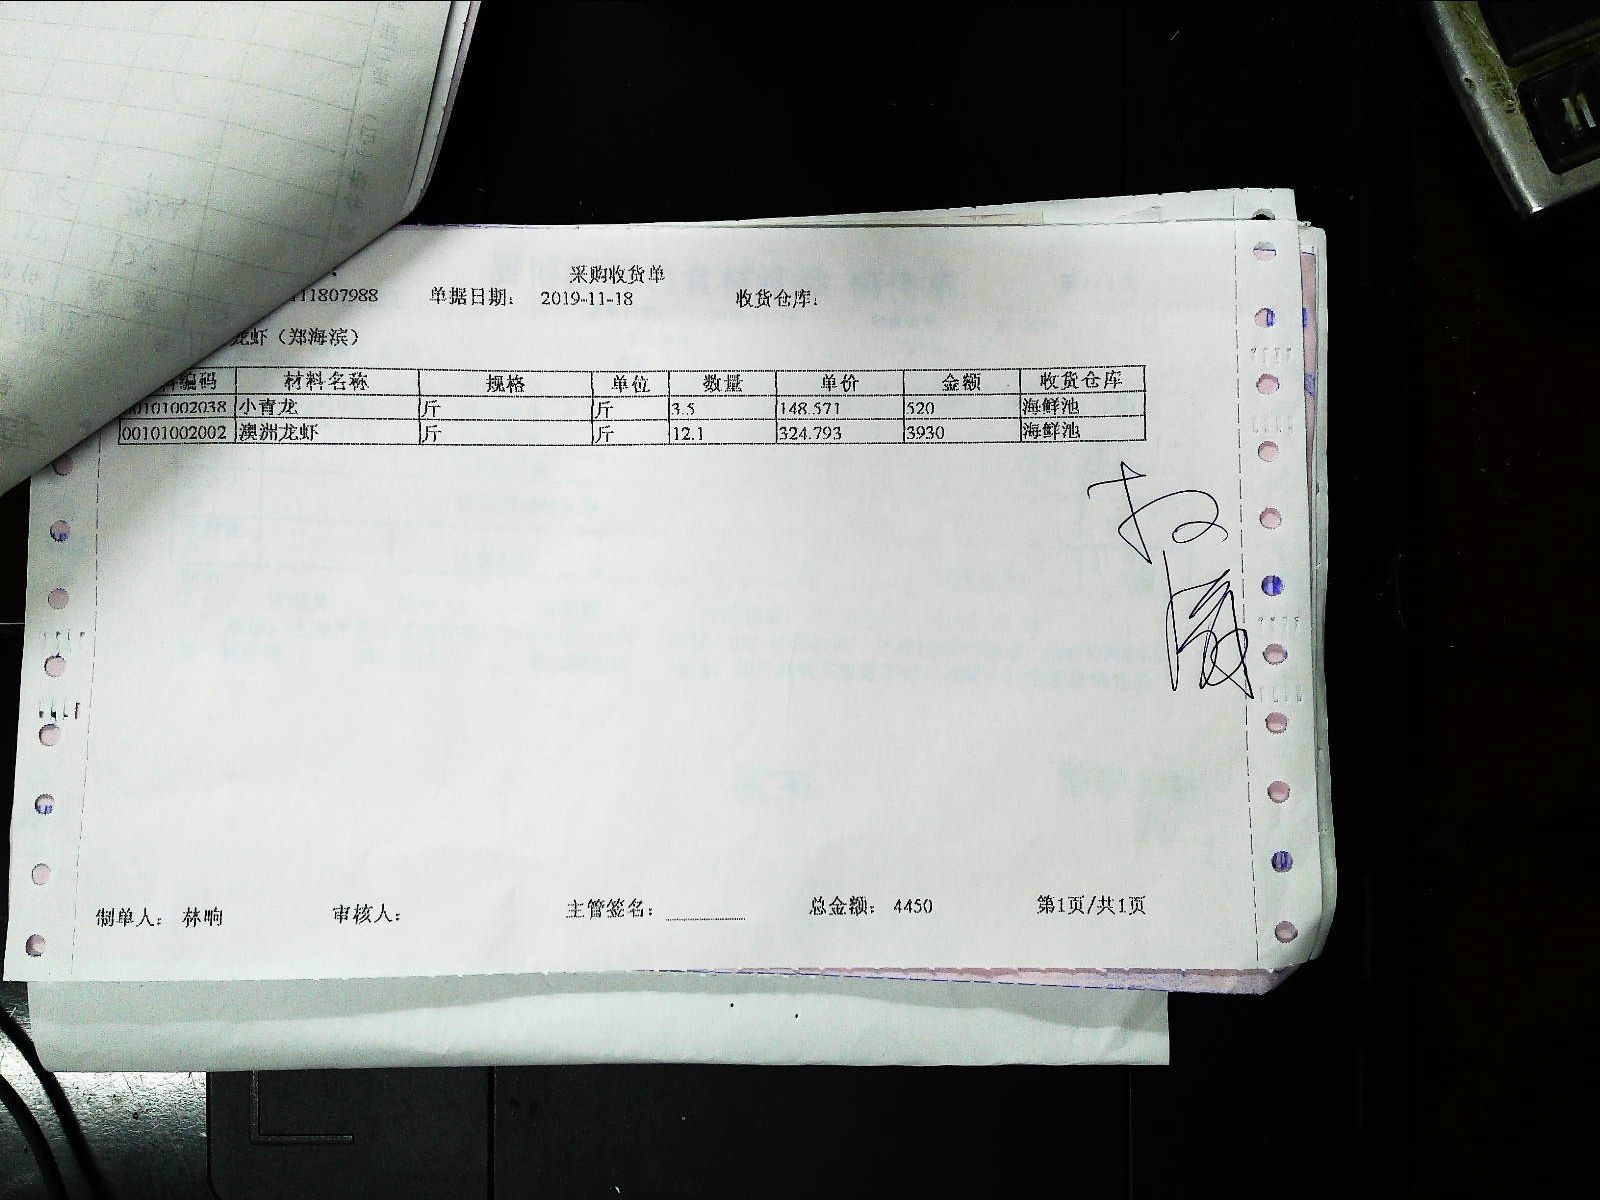 采购收货单
11807988 单据日期: 2019-11-18 收货仓库:
龙虾(郑海滨)
编码 材料名称 规格 单位 数量 单价 金额 收货仓库
0101002038 小青龙 斤 斤 3.5 148.571 520 海鲜池
00101002002 澳洲龙虾 斤 斤 12.1 324.793 3930 海鲜池
制单人: 林响 审核人: 主管签名: 总金额: 4450 第1页/共1页